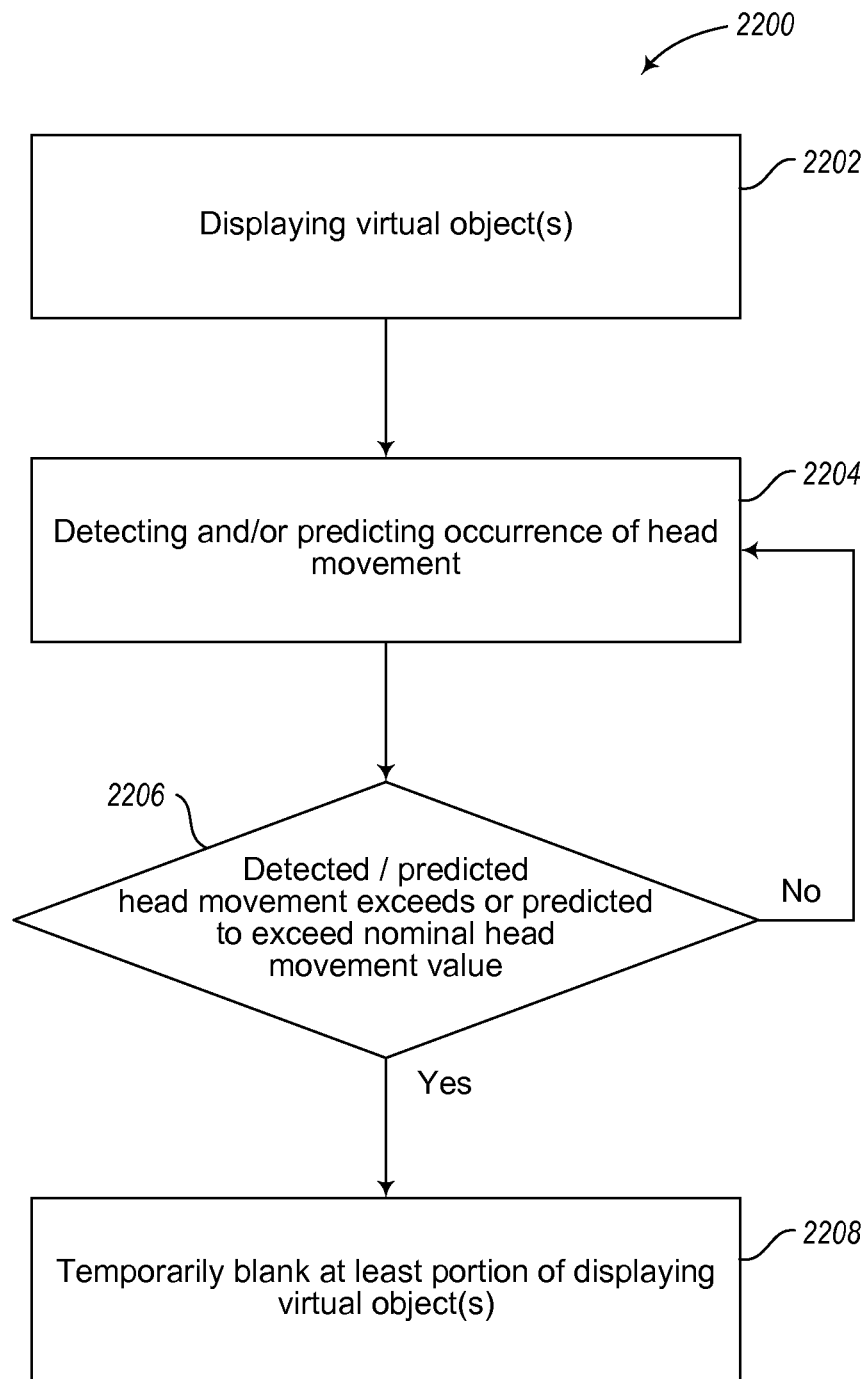 2200
2202
Displaying virtual object(s)
2204
Detecting and/or predicting occurrence of head
movement
2206
Detected / predicted
head movement exceeds or predicted
to exceed nominal head
movement value
No
Yes
2208
Temporarily blank at least portion of displaying
virtual object(s)